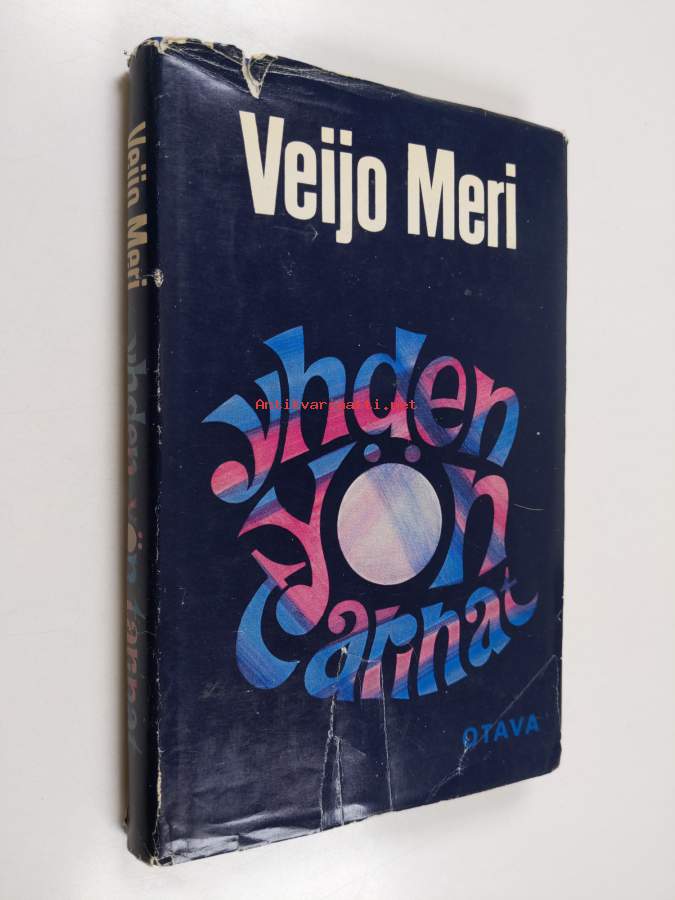 Veijo Meri
yhden
yön
tarinat
OTAVA
Veijo Meri yhden yön tarinat
Antikvariaatti.net